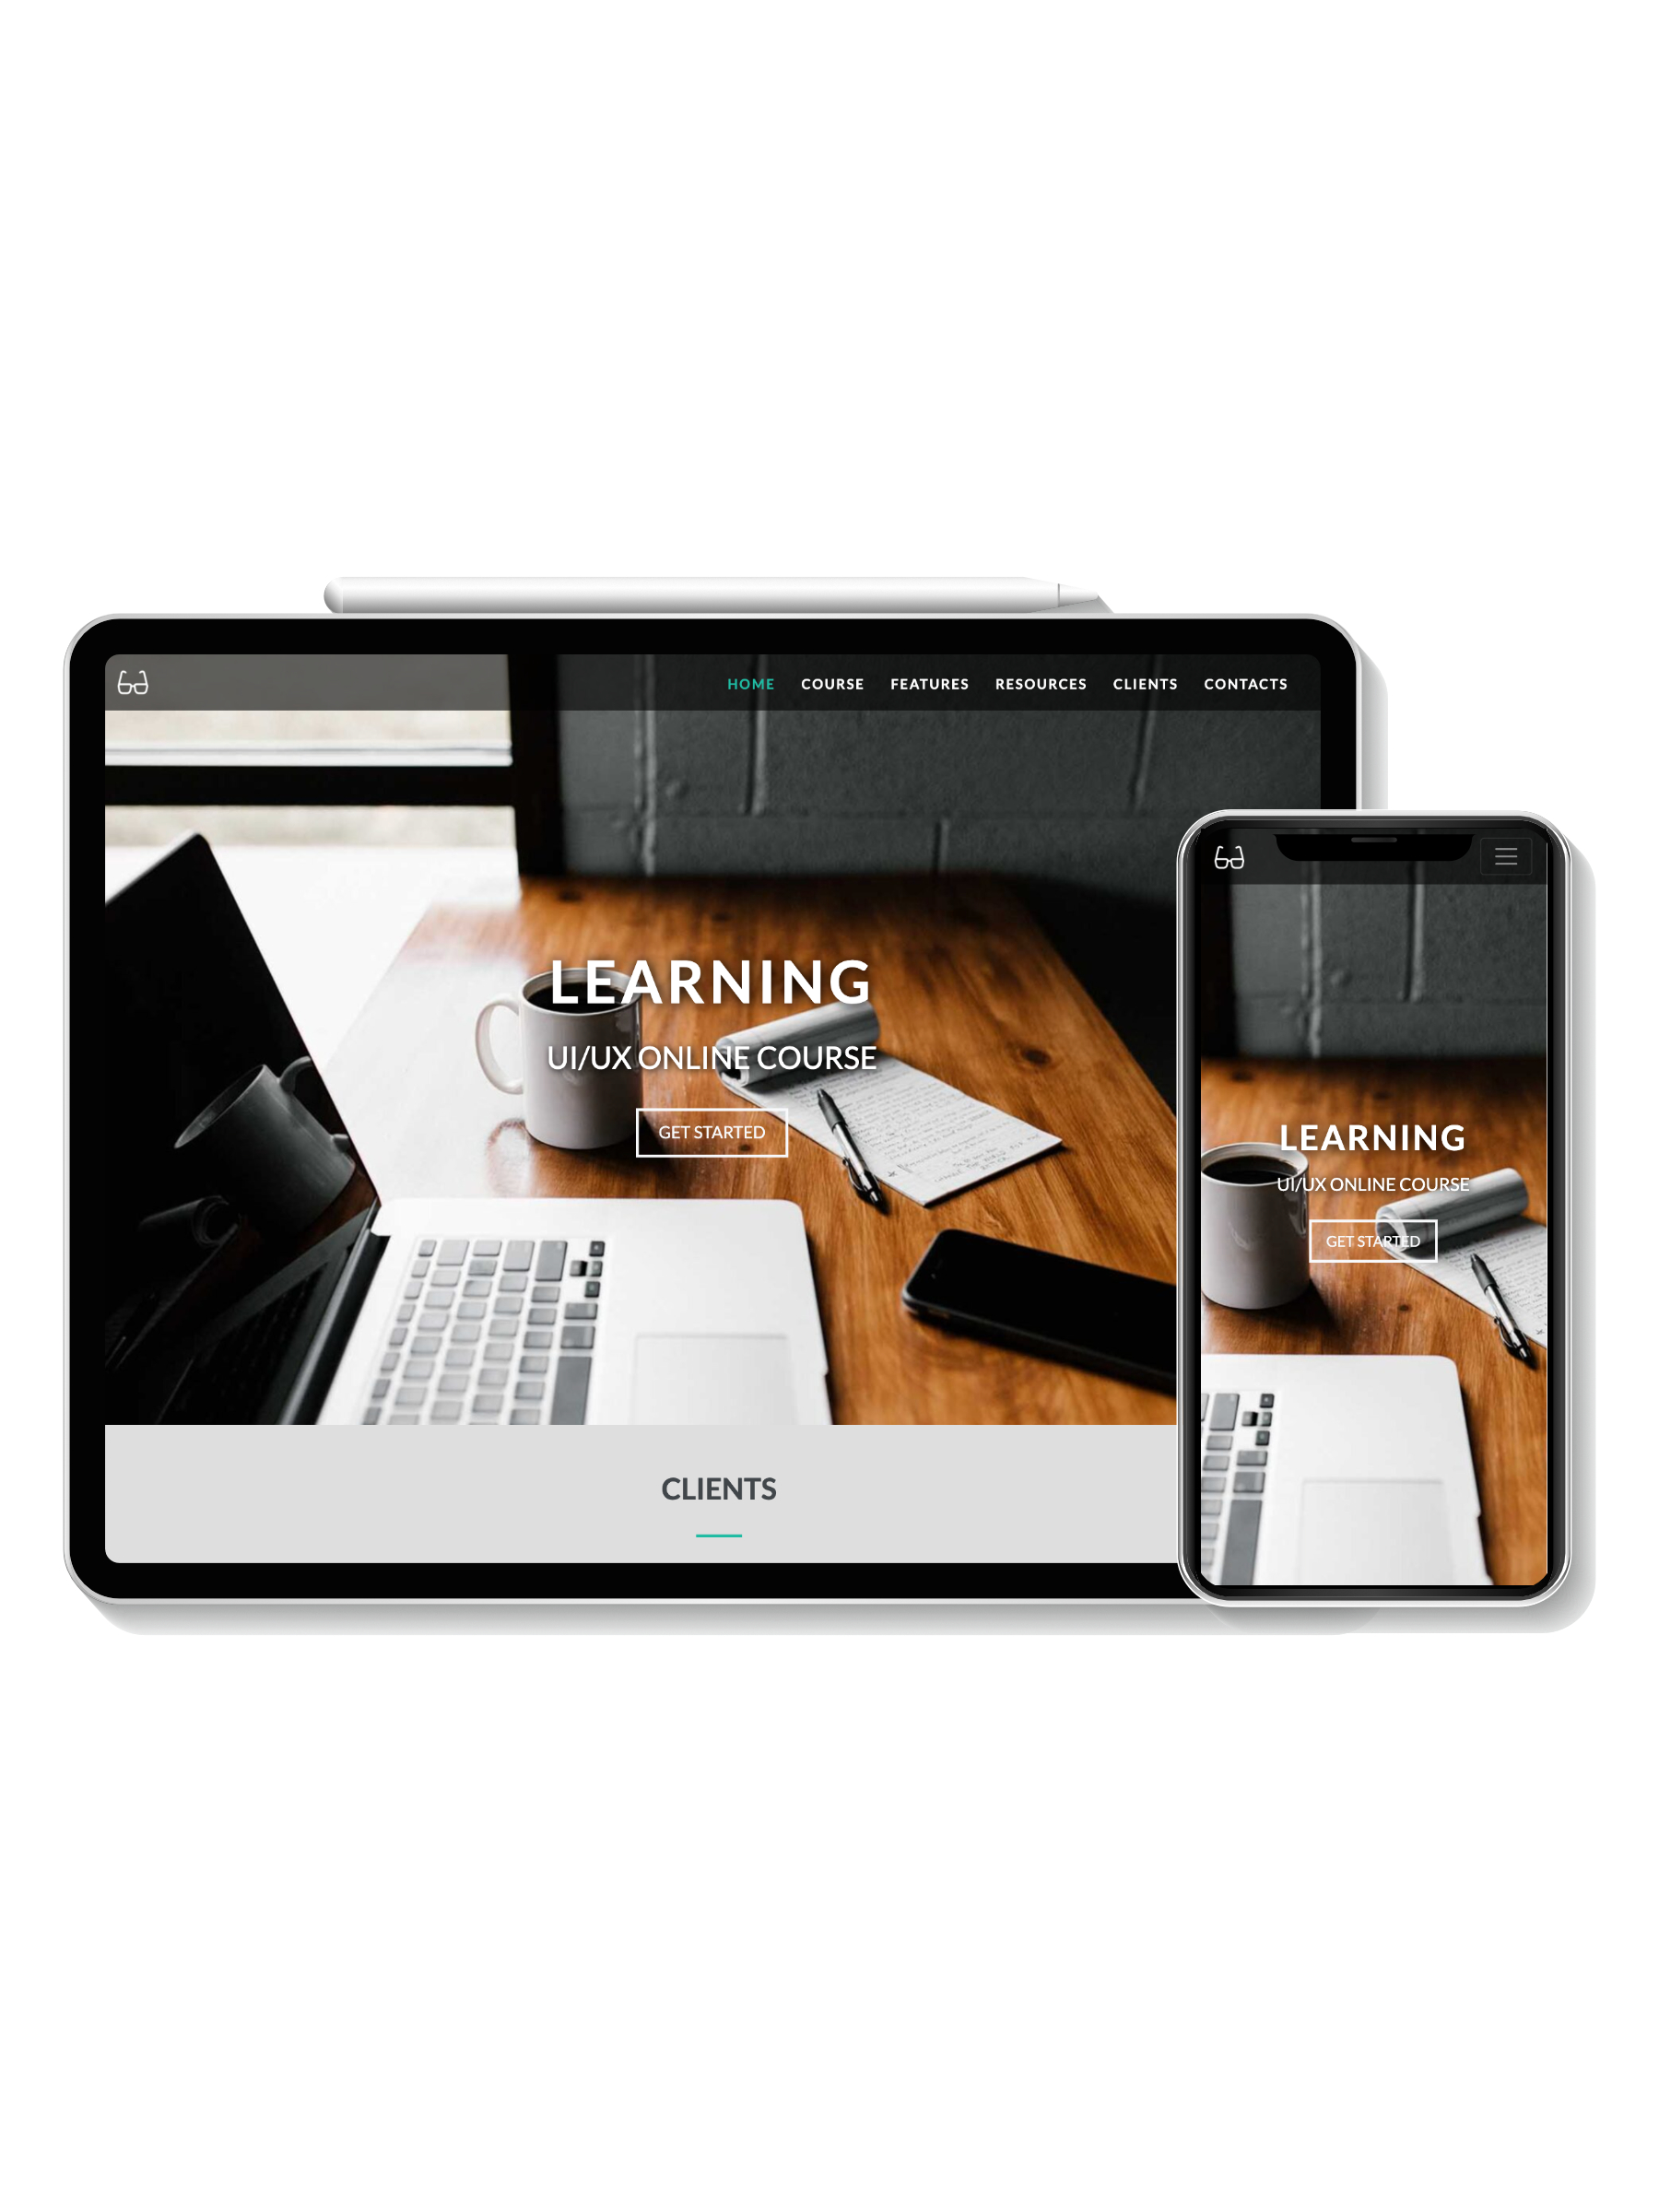 HOME COURSE FEATURES RESOURCES CLIENTS CONTACTS
LEARNING
UI/UX ONLINE COURSE
GET STARTED
CLIENTS
LEARNING
UI/UX ONLINE COURSE
GET STARTED